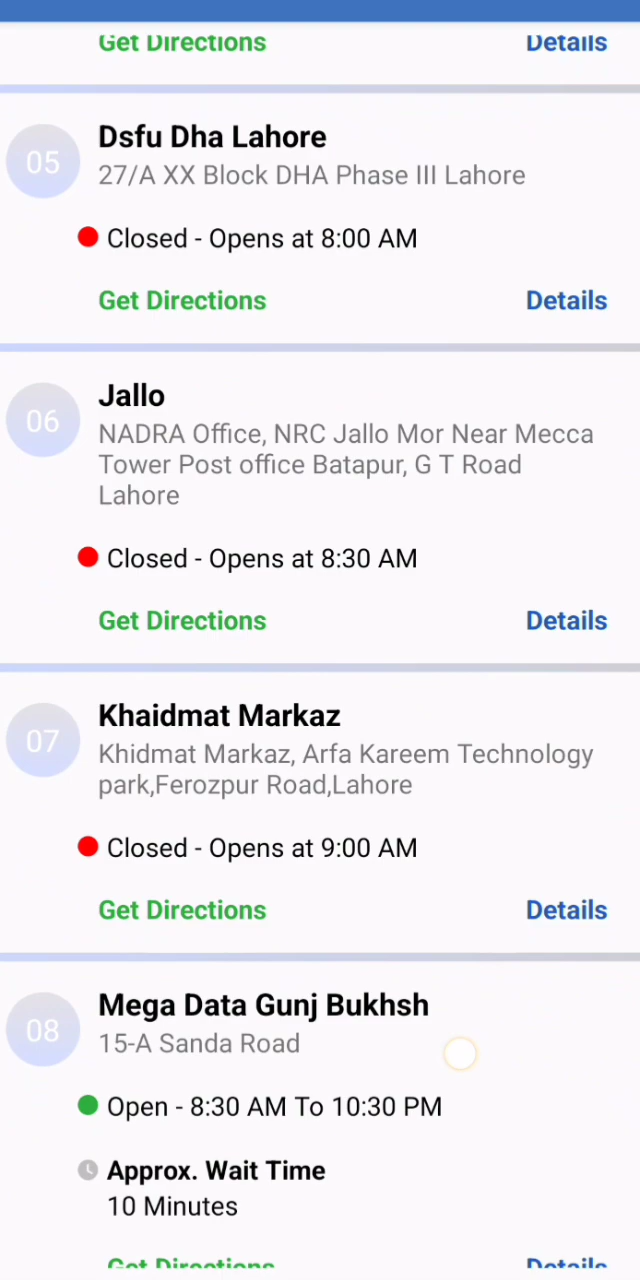 Get Directions Details
05
Dsfu Dha Lahore
27/A XX Block DHA Phase III Lahore
Closed - Opens at 8:00 AM
Get Directions Details
06
Jallo
NADRA Office, NRC Jallo Mor Near Mecca
Tower Post office Batapur, G T Road
Lahore
Closed - Opens at 8:30 AM
Get Directions Details
07
Khaidmat Markaz
Khidmat Markaz, Arfa Kareem Technology
park,Ferozpur Road,Lahore
Closed - Opens at 9:00 AM
Get Directions Details
08
Mega Data Gunj Bukhsh
15-A Sanda Road
Open - 8:30 AM To 10:30 PM
Approx. Wait Time
10 Minutes
Get Directions Details